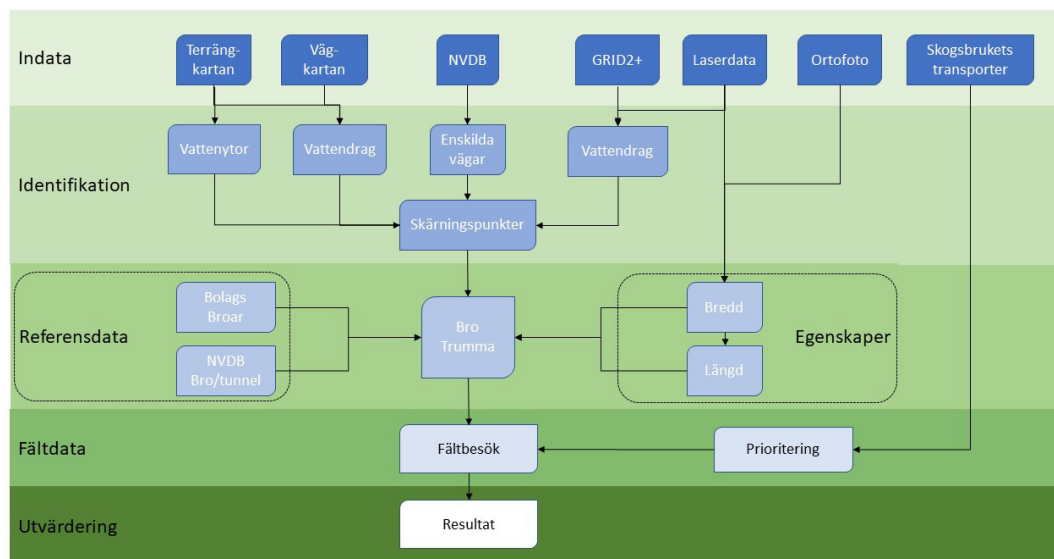 Indata
Terräng-
kartan
Väg-
kartan
NVDB
GRID2+
Laserdata
Ortofoto
Skogsbrukets
transporter
Identifikation
Vattenytor
Vattendrag
Enskilda
vägar
Vattendrag
Skärningspunkter
Referensdata
Bolags
Broar
NVDB
Bro/tunnel
Bro
Trumma
Bredd
Längd
Egenskaper
Fältdata
Fältbesök
Prioritering
Utvärdering
Resultat